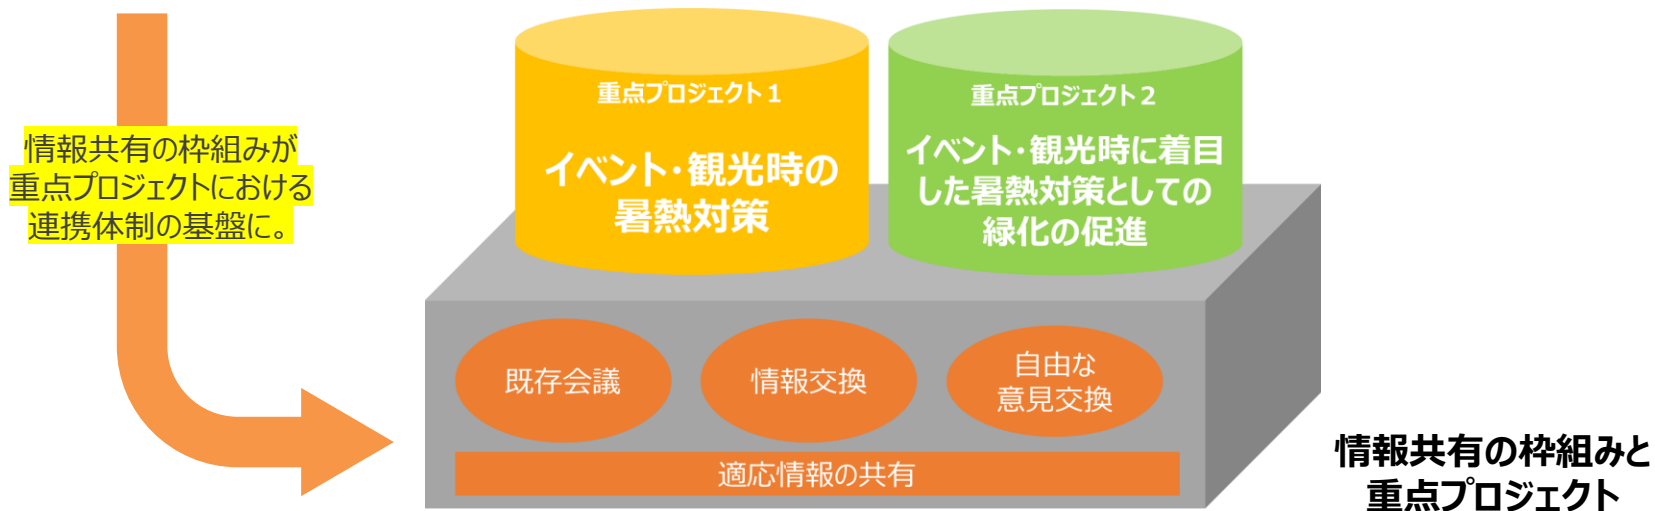 情報共有の枠組みが
重点プロジェクトにおける
連携体制の基盤に。
重点プロジェクト１
イベント・観光時の
暑熱対策
重点プロジェクト２
イベント・観光時に着目
した暑熱対策としての
緑化の促進
既存会議
情報交換
自由な
意見交換
適応情報の共有
情報共有の枠組みと
重点プロジェクト